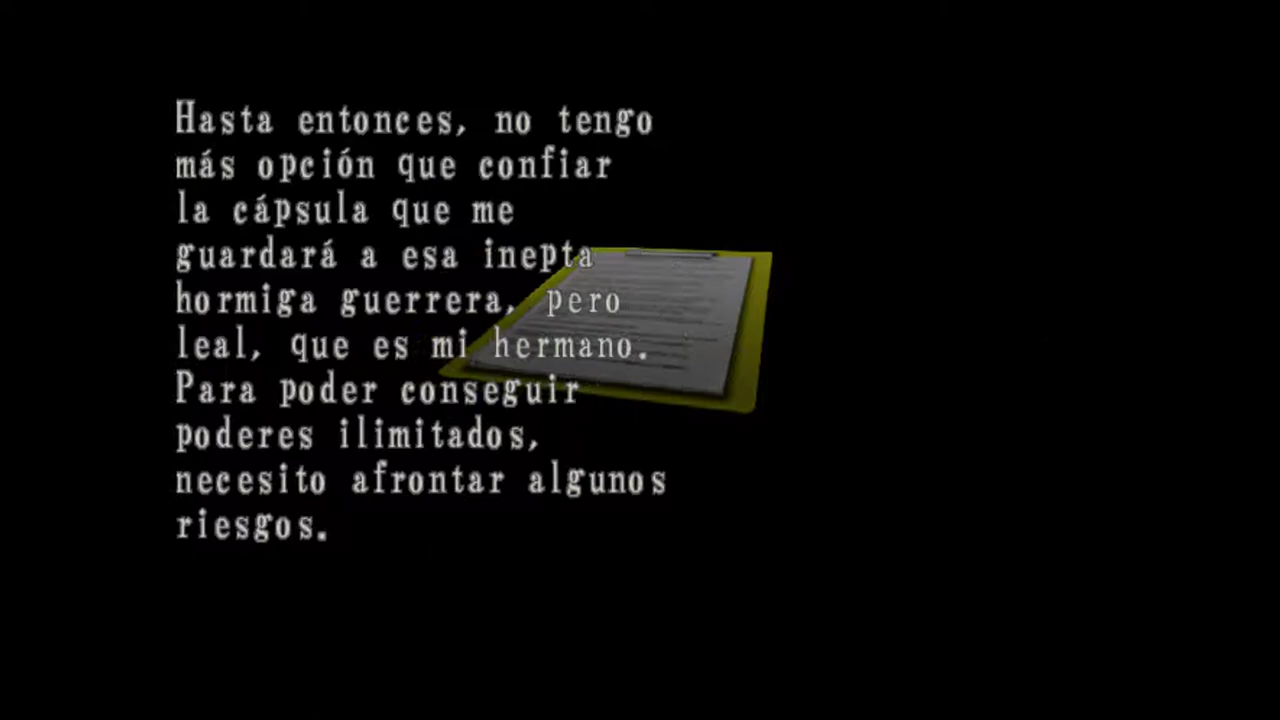 Hasta entonces, no tengo
más opción que confiar
la cápsula que me
guardará a esa inepta
hormiga guerrera, pero
leal, que es mi hermano.
Para poder conseguir
poderes ilimitados,
necesito afrontar algunos
riesgos.